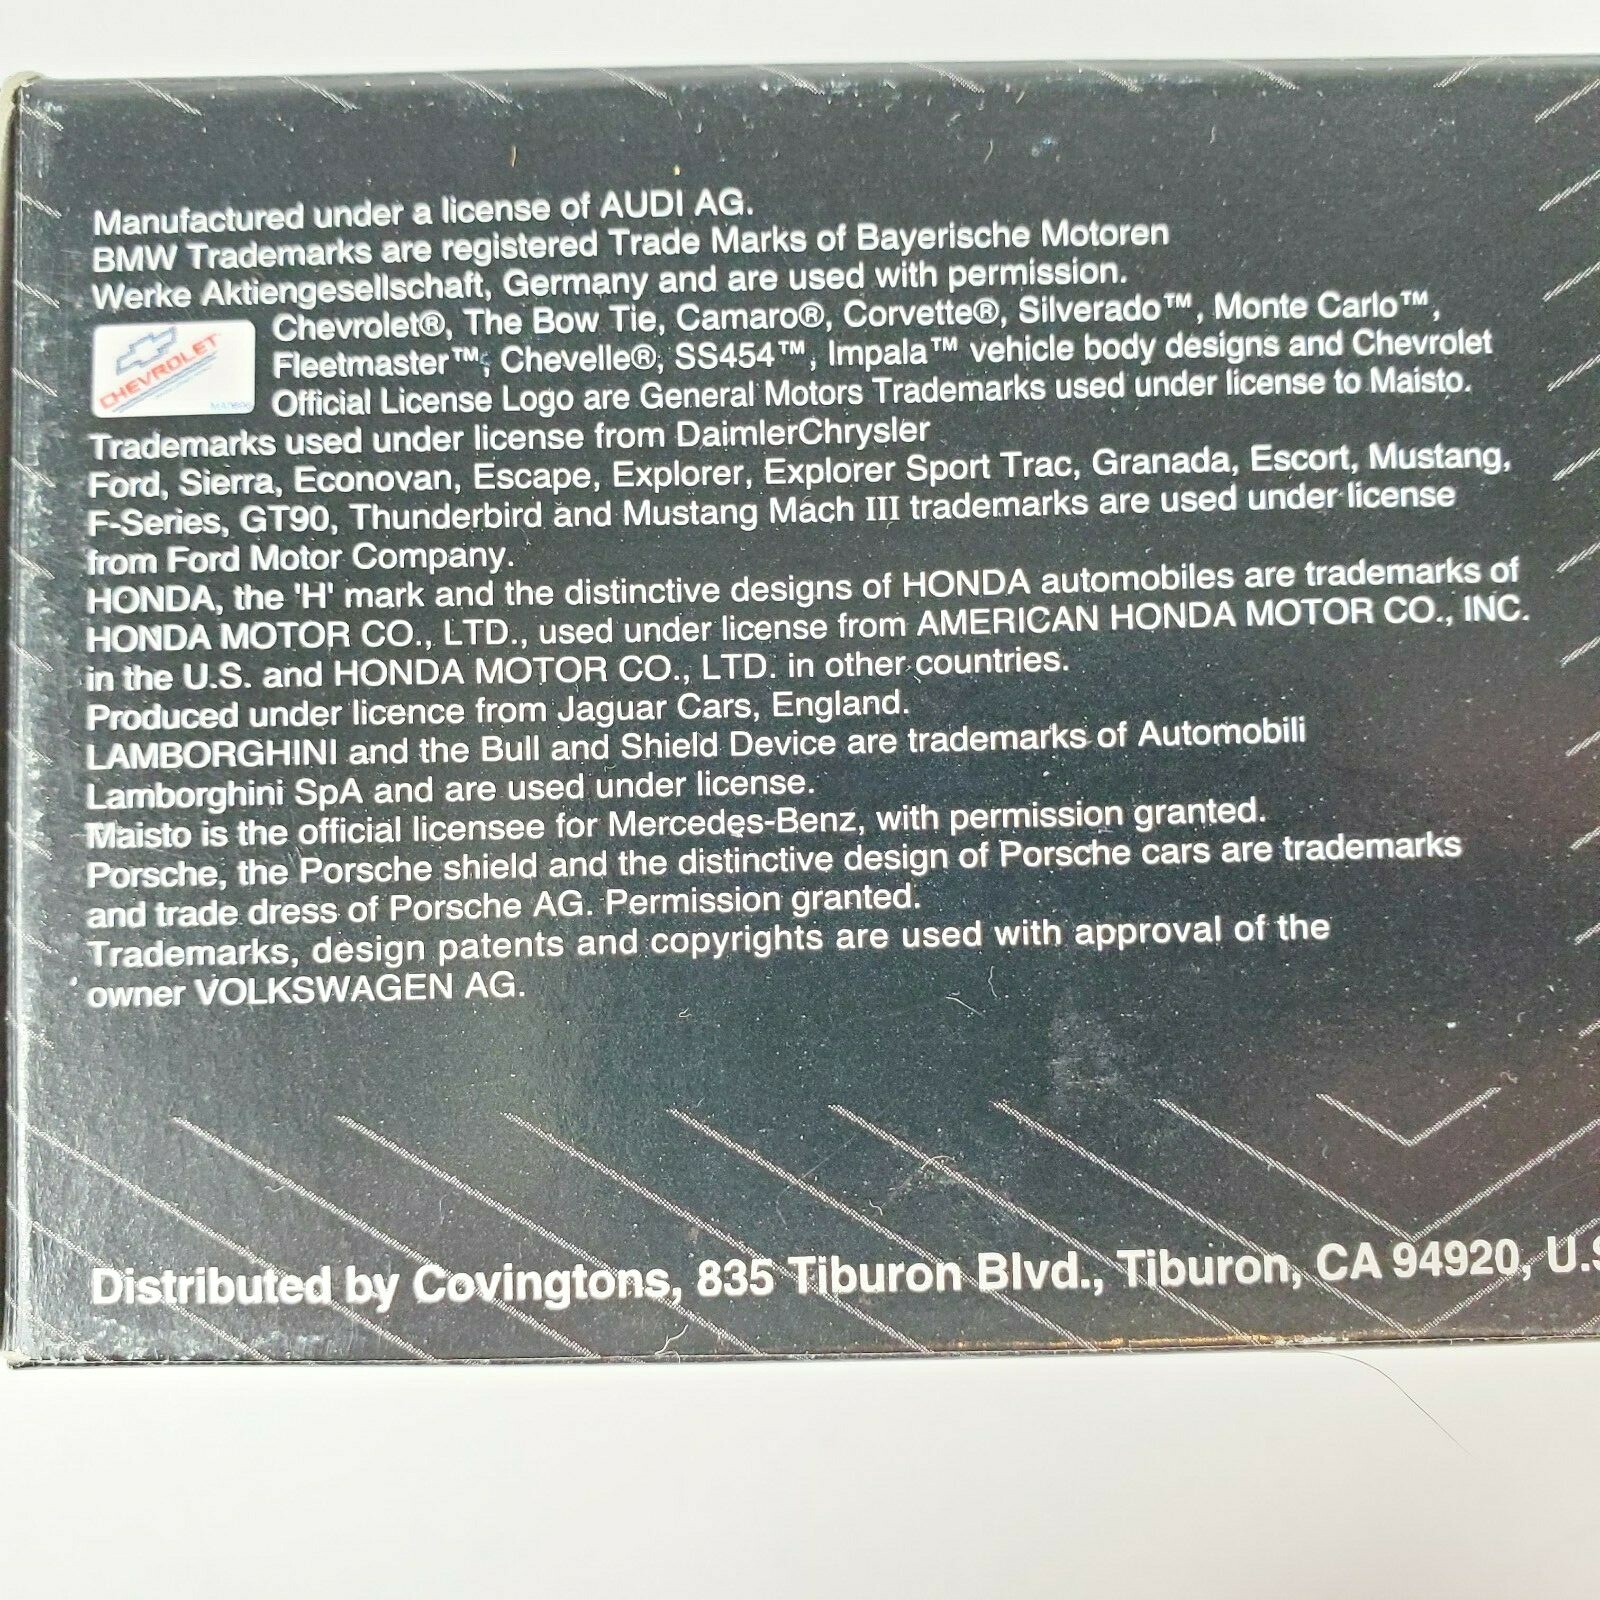 Manufactured under a license of AUDI AG.
BMW Trademarks are registered Trade Marks of Bayerische Motoren
Werke Aktiengesellschaft, Germany and are used with permission.
CHEVROLET
Chevrolet®, The Bow Tie, Camaro®, Corvette®, Silverado™, Monte Carlo™,
Fleetmaster™, Chevelle®, SS454™, Impala™ vehicle body designs and Chevrolet
Official License Logo are General Motors Trademarks used under license to Maisto.
Trademarks used under license from DaimlerChrysler
Ford, Sierra, Econovan, Escape, Explorer, Explorer Sport Trac, Granada, Escort, Mustang,
F-Series, GT90, Thunderbird and Mustang Mach III trademarks are used under license
from Ford Motor Company.
HONDA, the 'H' mark and the distinctive designs of HONDA automobiles are trademarks of
HONDA MOTOR CO., LTD., used under license from AMERICAN HONDA MOTOR CO., INC.
in the U.S. and HONDA MOTOR CO., LTD. in other countries.
Produced under licence from Jaguar Cars, England.
LAMBORGHINI and the Bull and Shield Device are trademarks of Automobili
Lamborghini SpA and are used under license.
Maisto is the official licensee for Mercedes-Benz, with permission granted.
Porsche, the Porsche shield and the distinctive design of Porsche cars are trademarks
and trade dress of Porsche AG. Permission granted.
Trademarks, design patents and copyrights are used with approval of the
owner VOLKSWAGEN AG.
Distributed by Covingtons, 835 Tiburon Blvd., Tiburon, CA 94920, U.S